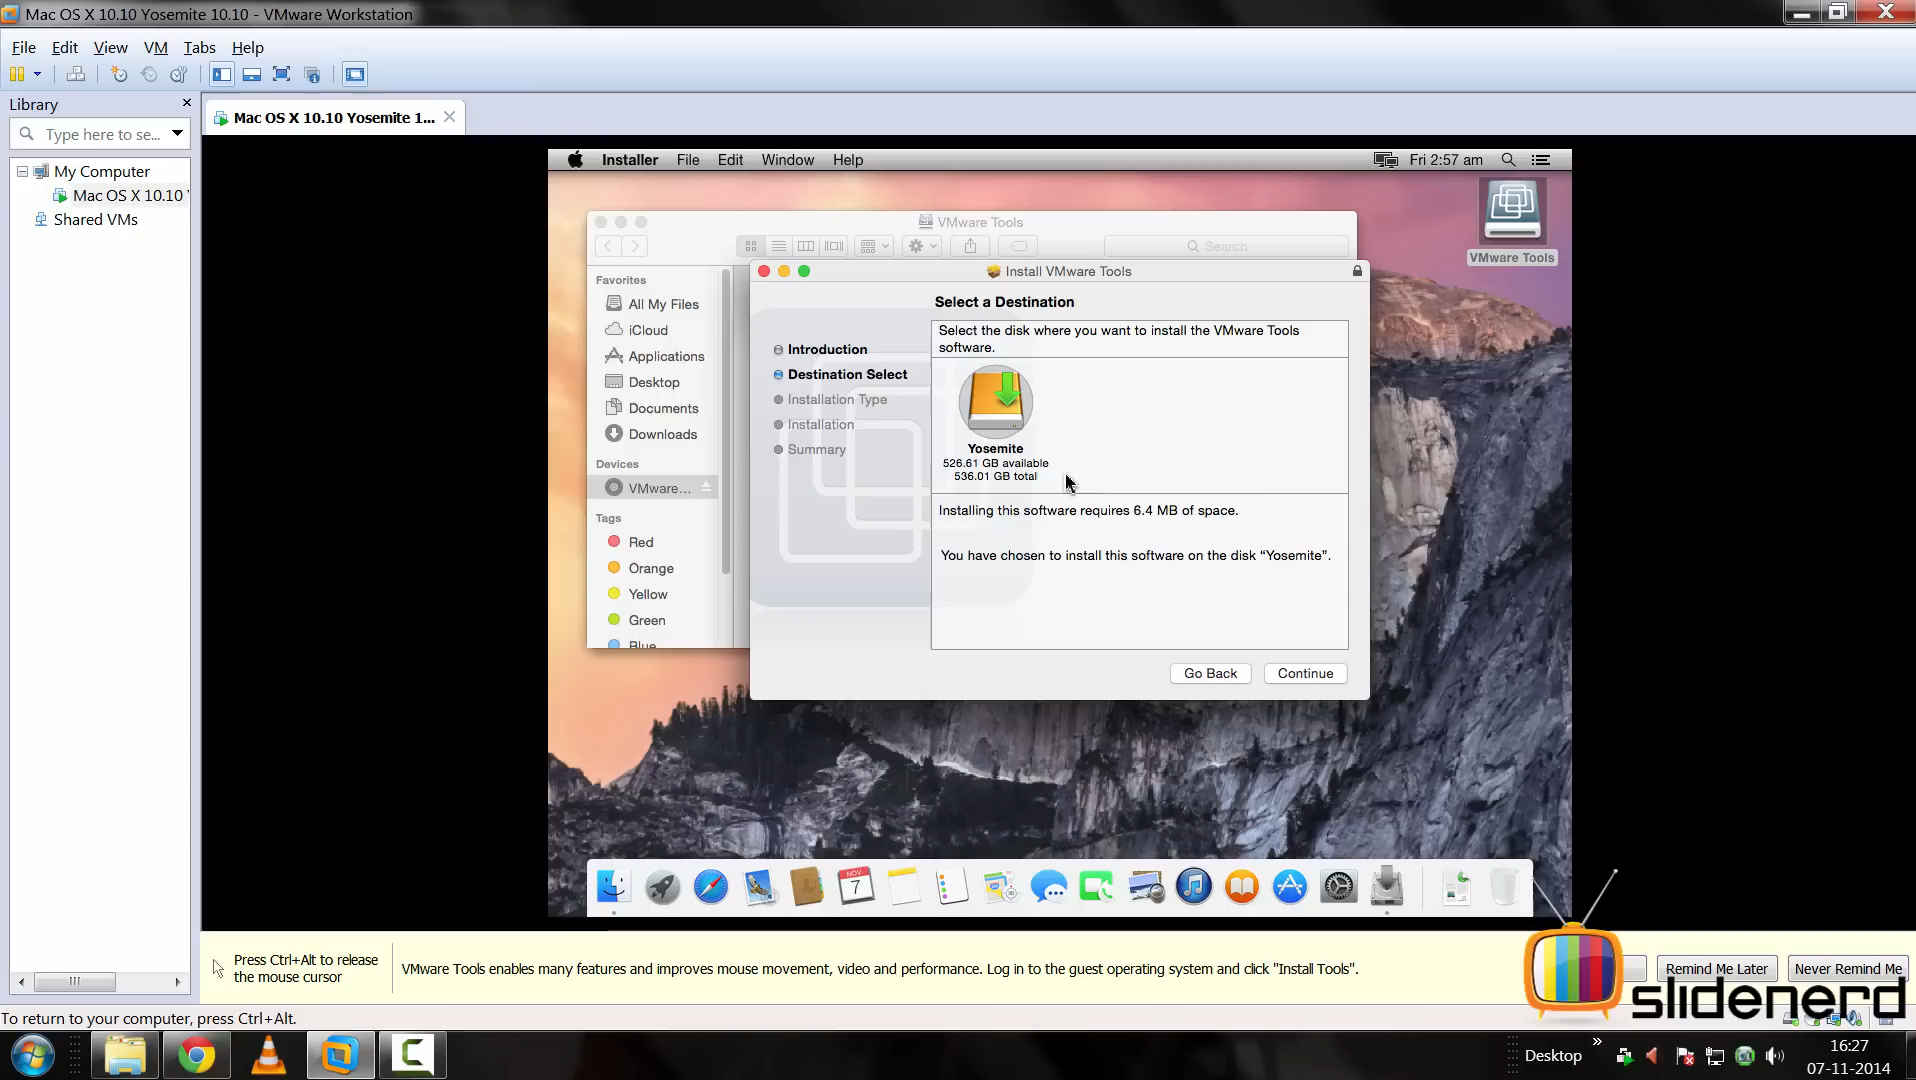 Mac OS X 10.10 Yosemite 10.10 - VMware Workstation
File Edit View VM Tabs Help
Library
Type here to se...
My Computer
Mac OS X 10.10
Shared VMs
Mac OS X 10.10 Yosemite 1...
Installer File Edit Window Help
Fri 2:57 am
VMware Tools
VMware Tools
Search
Favorites
All My Files
iCloud
Applications
Desktop
Documents
Downloads
Devices
VMware...
Tags
Red
Orange
Yellow
Green
Blue
Install VMware Tools
Select a Destination
Introduction
Destination Select
Installation Type
Installation
Summary
Select the disk where you want to install the VMware Tools
software.
Yosemite
526.61 GB available
536.01 GB total
Installing this software requires 6.4 MB of space.
You have chosen to install this software on the disk “Yosemite”.
Go Back Continue
NOV
7
Press Ctrl+Alt to release
the mouse cursor
VMware Tools enables many features and improves mouse movement, video and performance. Log in to the guest operating system and click "Install Tools".
Remind Me Later
Never Remind Me
slidenerd
To return to your computer, press Ctrl+Alt.
Desktop
16:27
07-11-2014